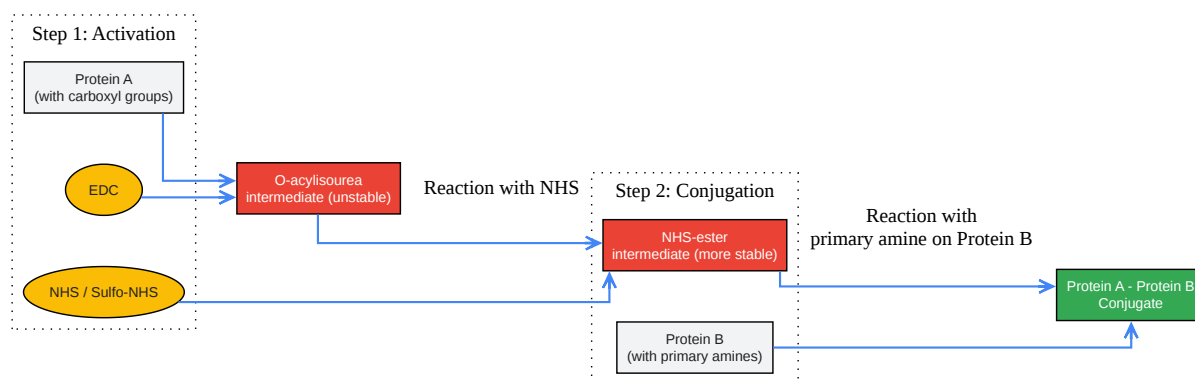 Step 1: Activation
Protein A
(with carboxyl groups)
EDC
NHS / Sulfo-NHS
O-acylisourea
intermediate (unstable)
Reaction with NHS
Step 2: Conjugation
NHS-ester
intermediate (more stable)
Protein B
(with primary amines)
Reaction with
primary amine on Protein B
Protein A - Protein B
Conjugate